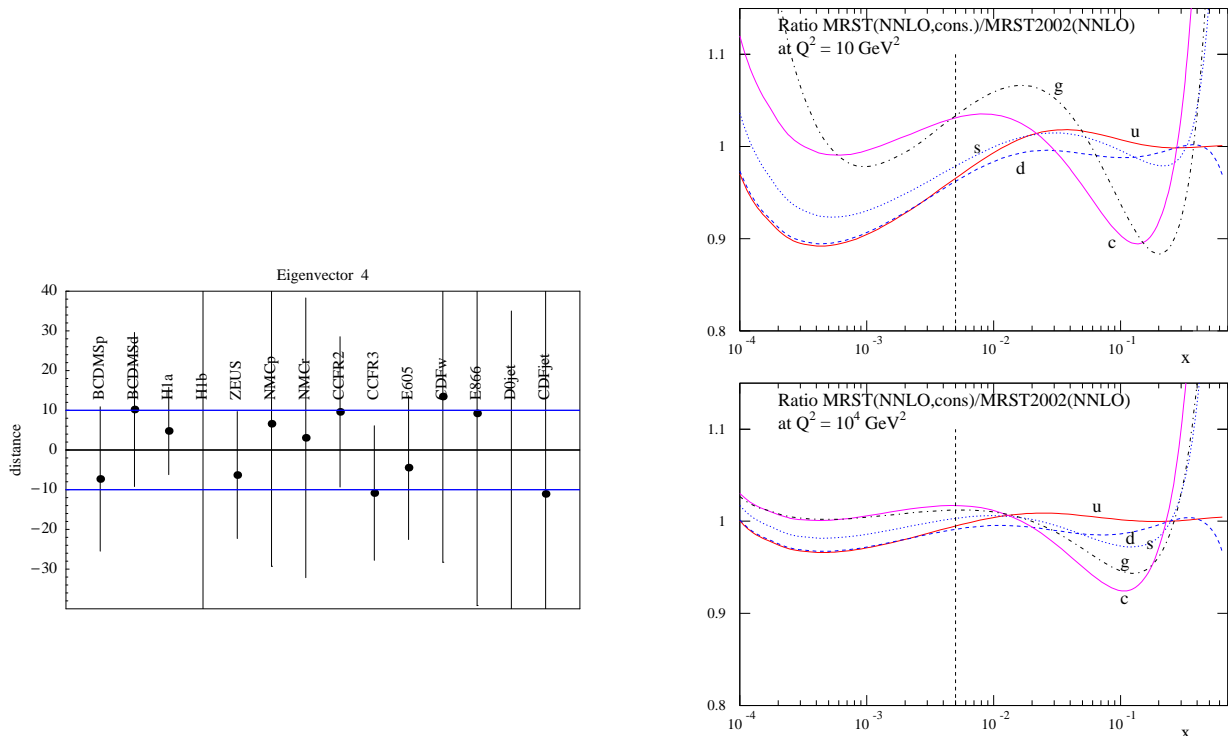 Eigenvector 4
distance
40
30
20
10
0
−10
−20
−30
BCDMSp
BCDMSd
H1a
H1b
ZEUS
NMCp
NMCr
CCFR2
CCFR3
E605
CDFw
E866
D0jet
CDFjet
Ratio MRST(NNLO,cons.)/MRST2002(NNLO)
at Q² = 10 GeV²
1.1
1
0.9
0.8
g
u
s
d
c
10⁻⁴
10⁻³
10⁻²
10⁻¹
x
Ratio MRST(NNLO,cons)/MRST2002(NNLO)
at Q² = 10⁴ GeV²
1.1
1
0.9
0.8
u
d
s
g
c
10⁻⁴
10⁻³
10⁻²
10⁻¹
x